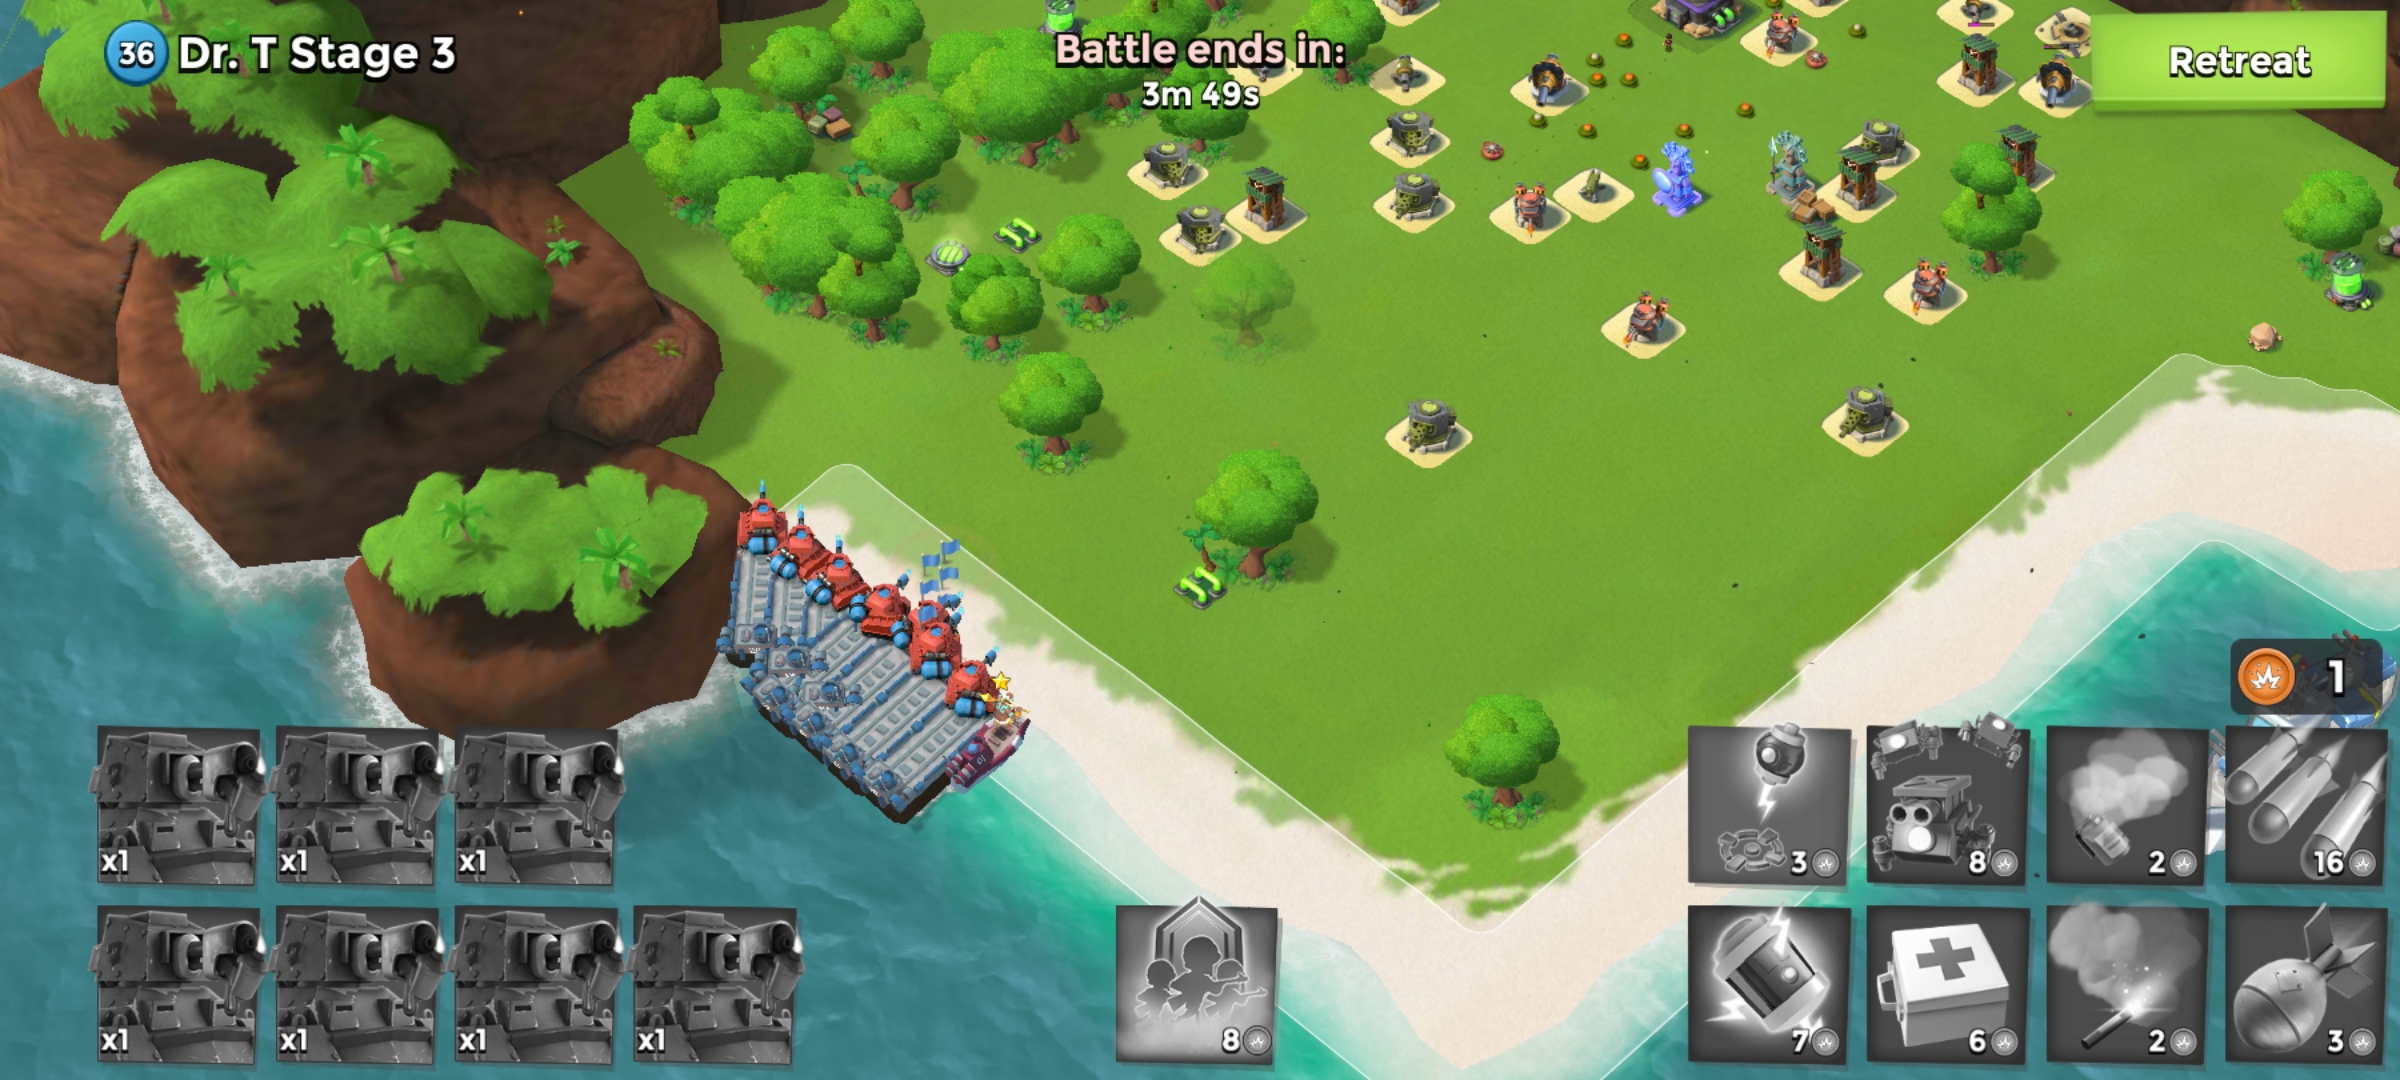 36 Dr. T Stage 3
Battle ends in:
3m 49s
Retreat
1
x1 x1 x1
3 8 2 16
x1 x1 x1 x1
8
7 6 2 3